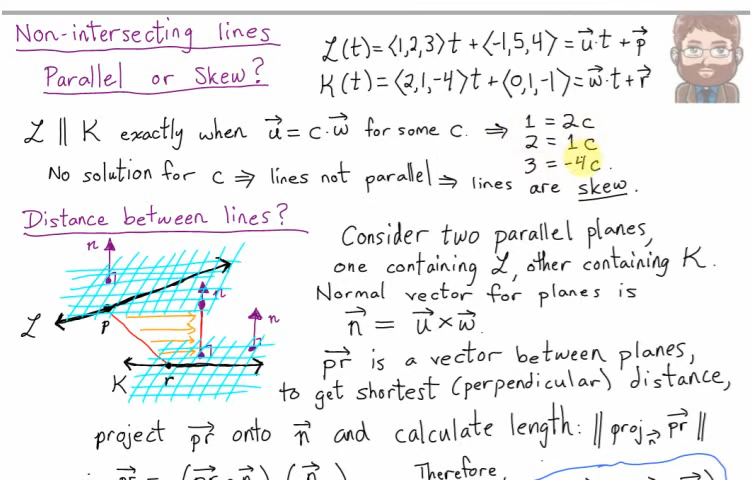 Non-intersecting lines
Parallel or Skew?
L(t)=⟨1,2,3⟩t+⟨-1,5,4⟩=u⃗·t+p⃗
K(t)=⟨2,1,-4⟩t+⟨0,1,-1⟩=w⃗·t+r⃗
L ∥ K exactly when u⃗=c·w⃗ for some c. ⇒ 1=2c
2=1c
3=-4c.
No solution for c ⇒ lines not parallel ⇒ lines are skew.
Distance between lines?
n
n
n
L
p
K
r
Consider two parallel planes,
one containing L, other containing K.
Normal vector for planes is
n⃗ = u⃗×w⃗.
pr⃗ is a vector between planes,
to get shortest (perpendicular) distance,
project pr⃗ onto n⃗ and calculate length: ‖proj_n⃗ pr⃗‖
Therefore,